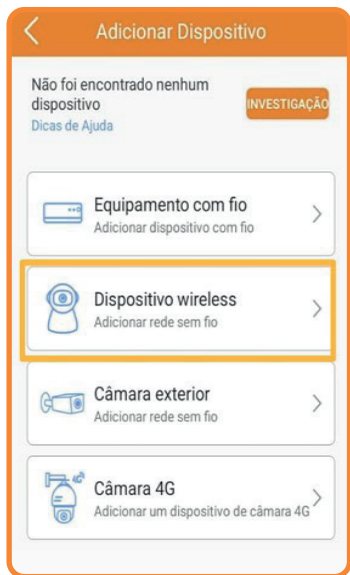 Adicionar Dispositivo
Não foi encontrado nenhum
dispositivo
INVESTIGAÇÃO
Dicas de Ajuda
Equipamento com fio
Adicionar dispositivo com fio
Dispositivo wireless
Adicionar rede sem fio
Câmara exterior
Adicionar rede sem fio
Câmara 4G
Adicionar um dispositivo de câmara 4G